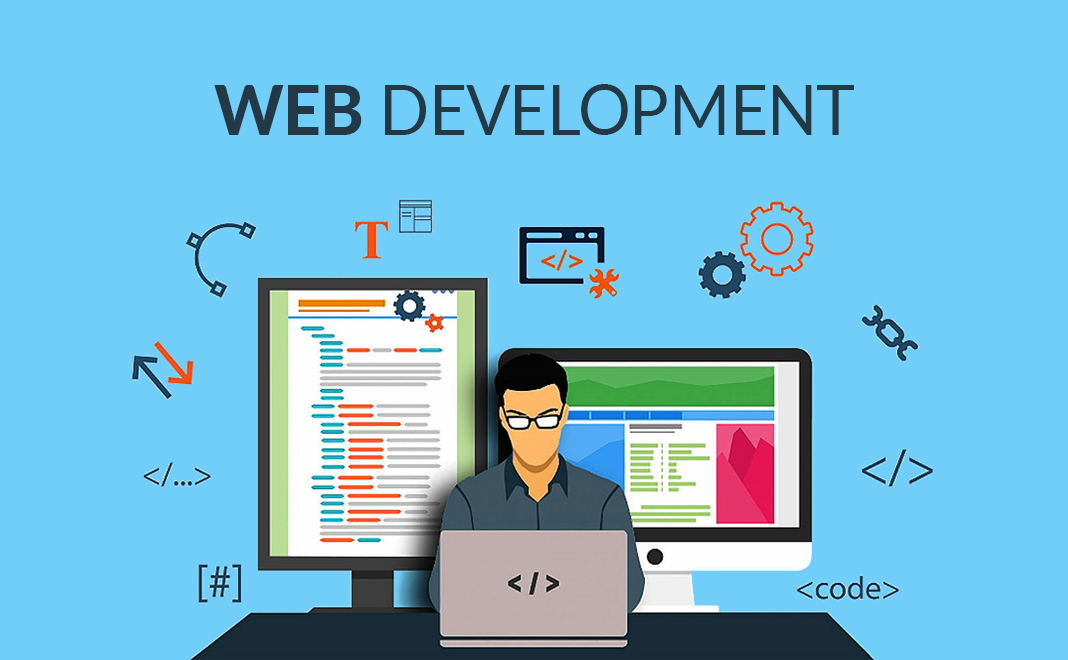 WEB DEVELOPMENT
T
</>
</...>
</>
[#]
</>
<code>